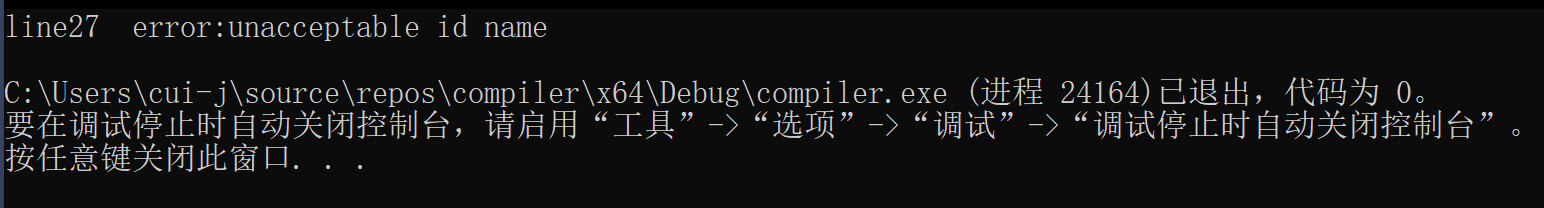 line27  error:unacceptable id name
C:\Users\cui-j\source\repos\compiler\x64\Debug\compiler.exe (进程 24164)已退出，代码为 0。
要在调试停止时自动关闭控制台，请启用“工具”->“选项”->“调试”->“调试停止时自动关闭控制台”。
按任意键关闭此窗口. . .